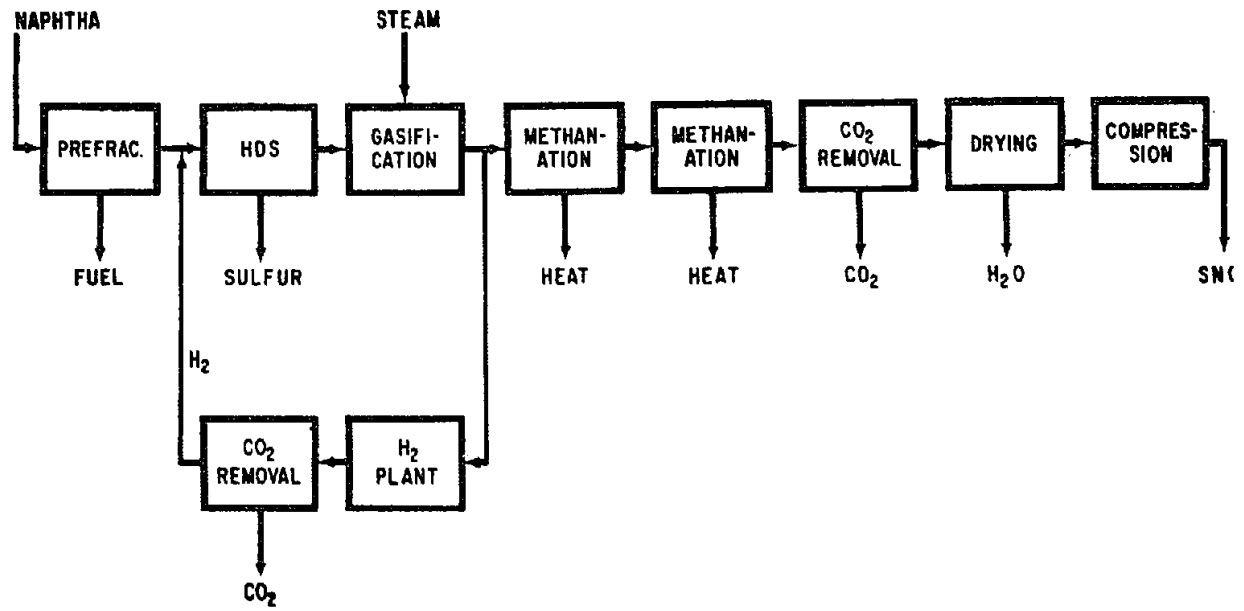 NAPHTHA
STEAM
PREFRAC.
HDS
GASIFI-
CATION
METHAN-
ATION
METHAN-
ATION
CO₂
REMOVAL
DRYING
COMPRES-
SION
FUEL
SULFUR
HEAT
HEAT
CO₂
H₂O
H₂
CO₂
REMOVAL
H₂
PLANT
CO₂